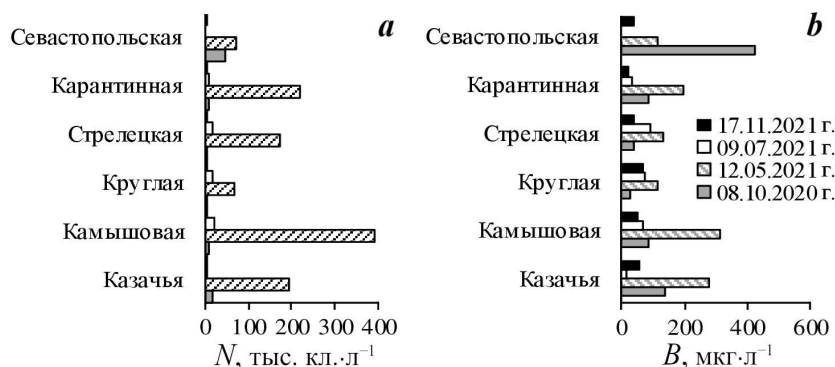 a
Севастопольская
Карантинная
Стрелецкая
Круглая
Камышовая
Казачья
0 100 200 300 400
N, тыс. кл.·л⁻¹
b
Севастопольская
Карантинная
Стрелецкая
Круглая
Камышовая
Казачья
17.11.2021 г.
09.07.2021 г.
12.05.2021 г.
08.10.2020 г.
0 200 400 600
B, мкг·л⁻¹